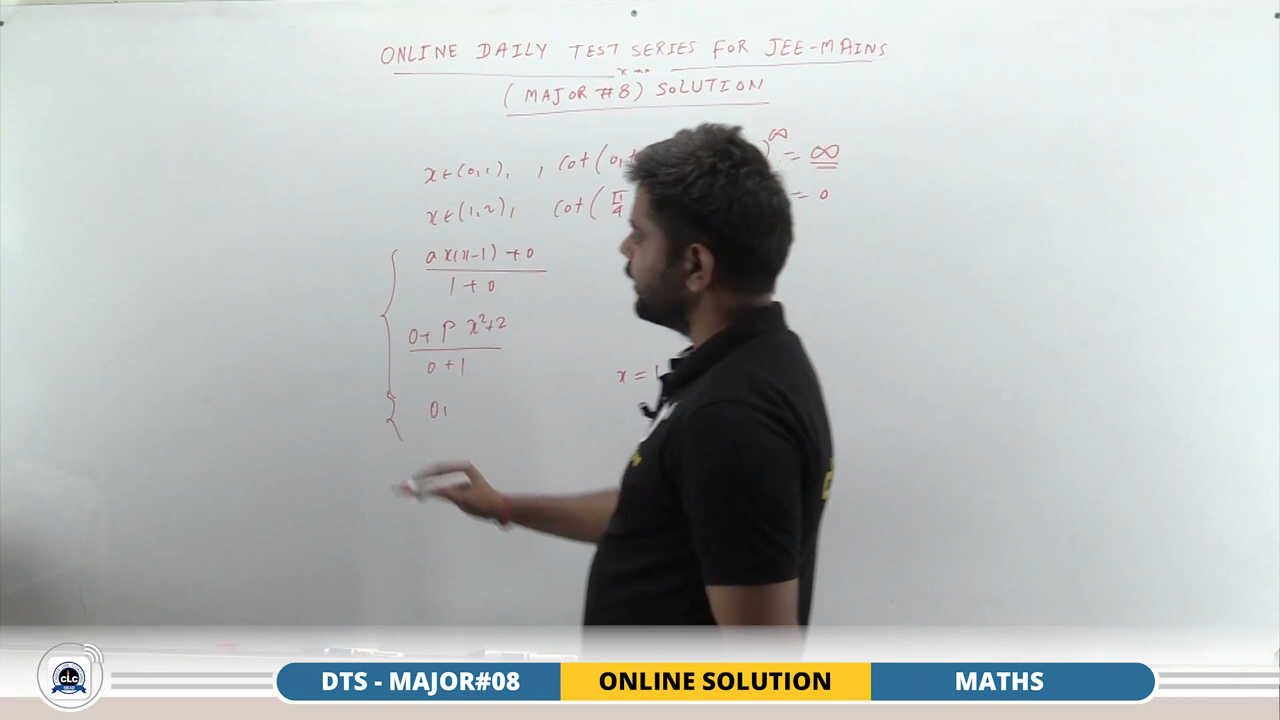 ONLINE DAILY TEST SERIES FOR JEE-MAINS
(MAJOR #8) SOLUTION
x∈(0,1), , cot(0, )^∞ = ∞
x∈(1,2), cot(π/4 = 0
a x(x-1) + 0
1 + 0
0 + p x²+2
0 + 1
x = 1
0,
CLC
DTS - MAJOR#08 ONLINE SOLUTION MATHS